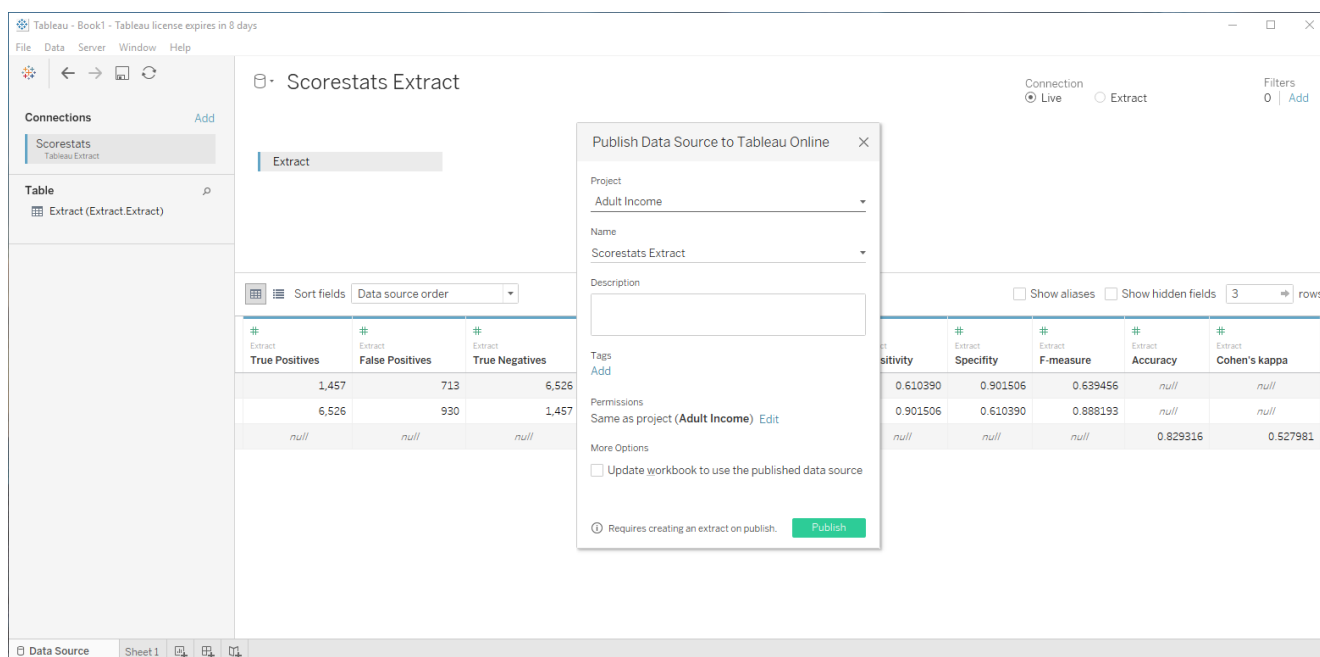 Tableau - Book1 - Tableau license expires in 8 days
File Data Server Window Help
Connections Add
Scorestats
Tableau Extract
Table
Extract (Extract.Extract)
Scorestats Extract
Connection
Live Extract
Filters
0 Add
Extract
Publish Data Source to Tableau Online
Project
Adult Income
Name
Scorestats Extract
Description
Tags
Add
Permissions
Same as project (Adult Income) Edit
More Options
Update workbook to use the published data source
Requires creating an extract on publish. Publish
Sort fields Data source order Show aliases Show hidden fields 3 rows
Extract Extract Extract Extract Extract Extract Extract
True Positives False Positives True Negatives Specifity F-measure Accuracy Cohen's kappa
1,457 713 6,526 0.610390 0.901506 0.639456 null null
6,526 930 1,457 0.901506 0.610390 0.888193 null null
null null null null null null 0.829316 0.527981
Data Source Sheet 1